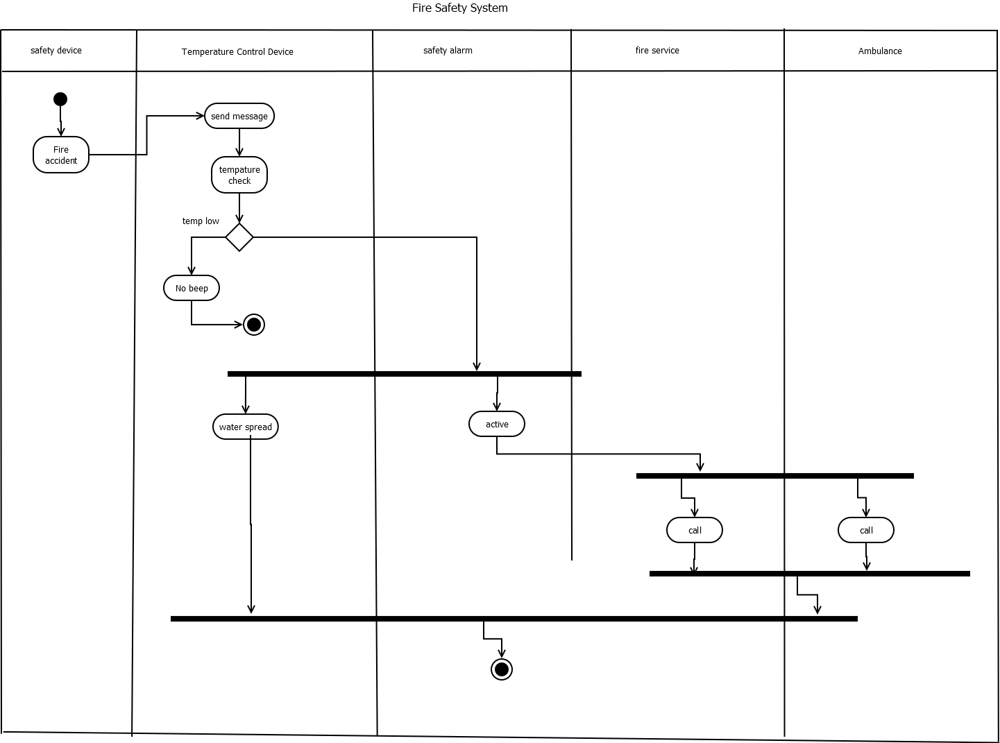 Fire Safety System
safety device
Temperature Control Device
safety alarm
fire service
Ambulance
send message
Fire
accident
tempature
check
temp low
No beep
water spread
active
call
call